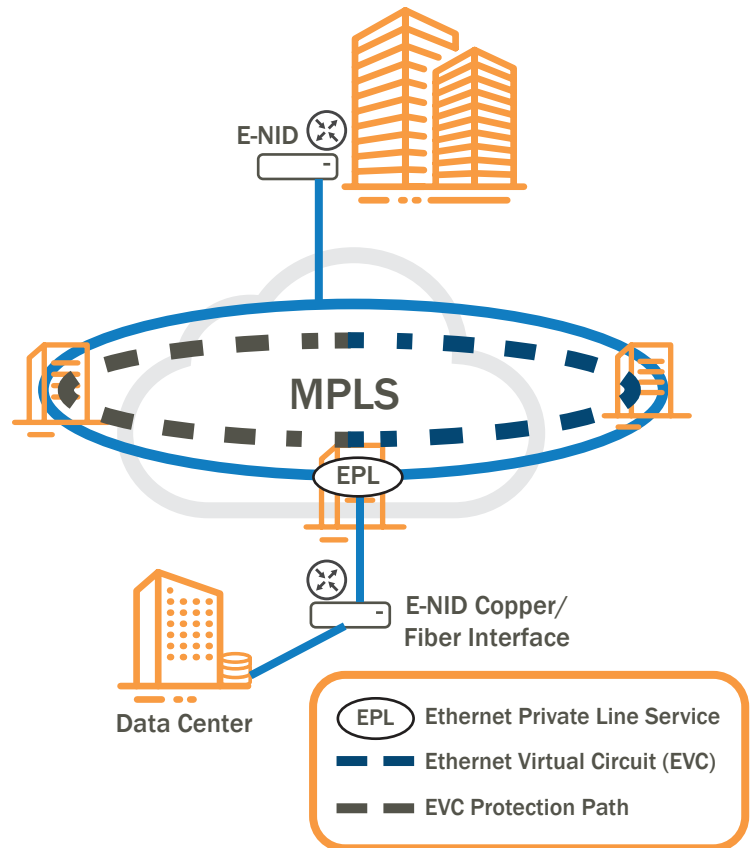 E-NID
MPLS
EPL
E-NID Copper/
Fiber Interface
Data Center
EPL Ethernet Private Line Service
Ethernet Virtual Circuit (EVC)
EVC Protection Path